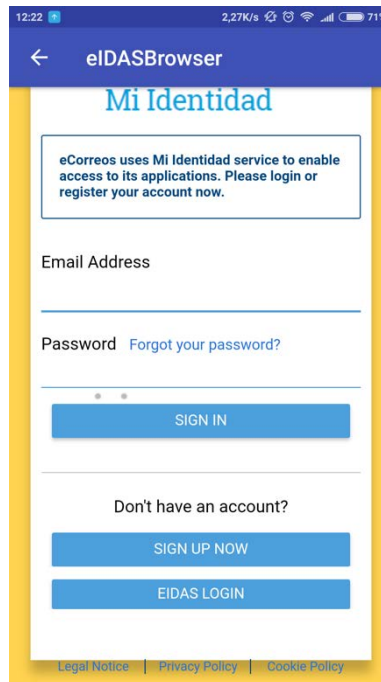 12:22 2,27K/s 71%
eIDASBrowser
Mi Identidad
eCorreos uses Mi Identidad service to enable
access to its applications. Please login or
register your account now.
Email Address
Password Forgot your password?
SIGN IN
Don't have an account?
SIGN UP NOW
EIDAS LOGIN
Legal Notice | Privacy Policy | Cookie Policy